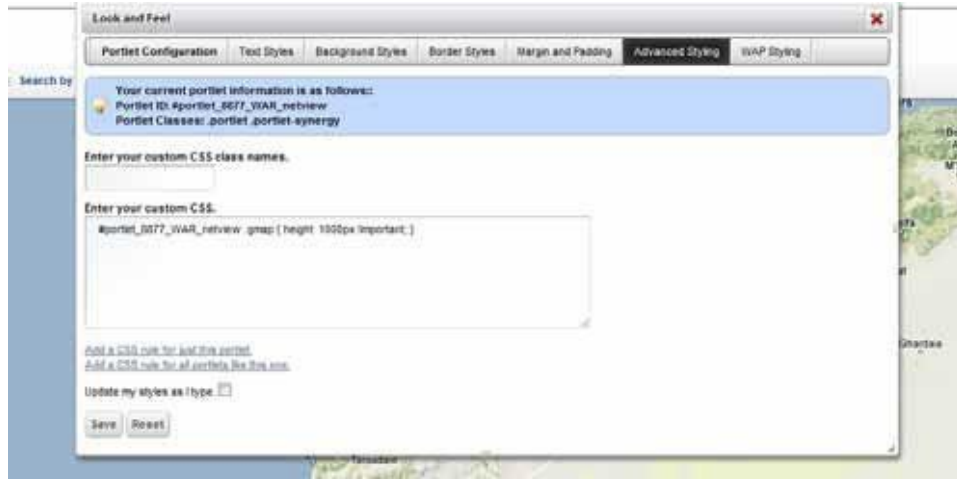 Look and Feel
Portlet Configuration Text Styles Background Styles Border Styles Margin and Padding Advanced Styling WAP Styling
Search by
Your current portlet information is as follows::
Portlet ID: #portlet_8877_WAR_netview
Portlet Classes: .portlet .portlet-synergy
Enter your custom CSS class names.
Enter your custom CSS.
#portlet_8877_WAR_netview .gmap { height: 1000px !important; }
Add a CSS rule for just this portlet.
Add a CSS rule for all portlets like this one.
Update my styles as I type
Save Reset